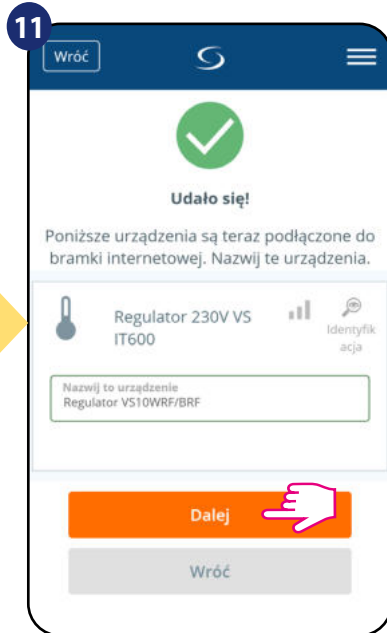 11
Wróć
Udało się!
Poniższe urządzenia są teraz podłączone do
bramki internetowej. Nazwij te urządzenia.
Regulator 230V VS
IT600
Identyfik
acja
Nazwij to urządzenie
Regulator VS10WRF/BRF
Dalej
Wróć